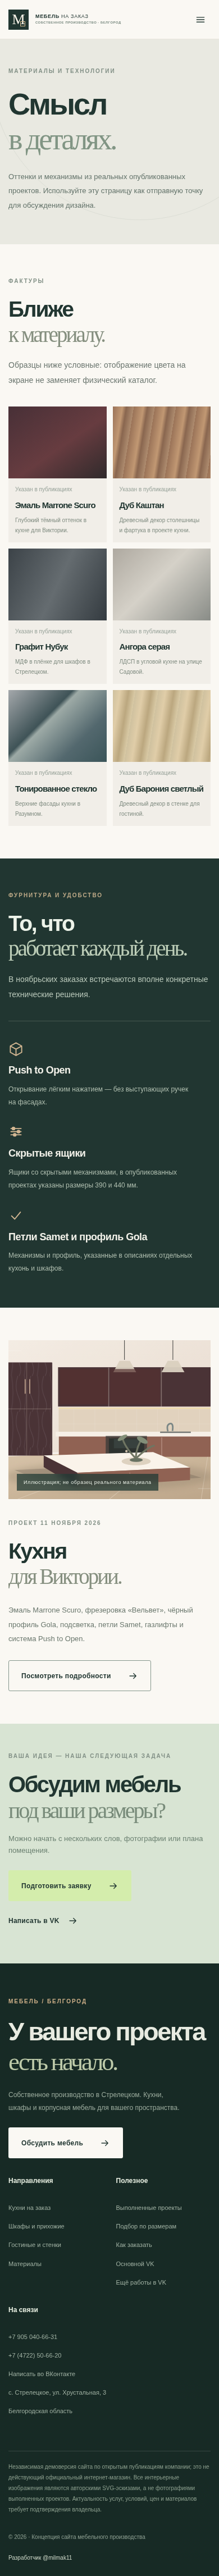 М
МЕБЕЛЬ НА ЗАКАЗ
СОБСТВЕННОЕ ПРОИЗВОДСТВО · БЕЛГОРОД
МАТЕРИАЛЫ И ТЕХНОЛОГИИ
Смысл
в деталях.
Оттенки и механизмы из реальных опубликованных
проектов. Используйте эту страницу как отправную точку
для обсуждения дизайна.
ФАКТУРЫ
Ближе
к материалу.
Образцы ниже условные: отображение цвета на
экране не заменяет физический каталог.
Указан в публикациях
Эмаль Marrone Scuro
Глубокий тёмный оттенок в
кухне для Виктории.
Указан в публикациях
Дуб Каштан
Древесный декор столешницы
и фартука в проекте кухни.
Указан в публикациях
Графит Нубук
МДФ в плёнке для шкафов в
Стрелецком.
Указан в публикациях
Ангора серая
ЛДСП в угловой кухне на улице
Садовой.
Указан в публикациях
Тонированное стекло
Верхние фасады кухни в
Разумном.
Указан в публикациях
Дуб Барония светлый
Древесный декор в стенке для
гостиной.
ФУРНИТУРА И УДОБСТВО
То, что
работает каждый день.
В ноябрьских заказах встречаются вполне конкретные
технические решения.
Push to Open
Открывание лёгким нажатием — без выступающих ручек
на фасадах.
Скрытые ящики
Ящики со скрытыми механизмами, в опубликованных
проектах указаны размеры 390 и 440 мм.
Петли Samet и профиль Gola
Механизмы и профиль, указанные в описаниях отдельных
кухонь и шкафов.
Иллюстрация; не образец реального материала
ПРОЕКТ 11 НОЯБРЯ 2026
Кухня
для Виктории.
Эмаль Marrone Scuro, фрезеровка «Вельвет», чёрный
профиль Gola, подсветка, петли Samet, газлифты и
система Push to Open.
Посмотреть подробности
ВАША ИДЕЯ — НАША СЛЕДУЮЩАЯ ЗАДАЧА
Обсудим мебель
под ваши размеры?
Можно начать с нескольких слов, фотографии или плана
помещения.
Подготовить заявку
Написать в VK
МЕБЕЛЬ / БЕЛГОРОД
У вашего проекта
есть начало.
Собственное производство в Стрелецком. Кухни,
шкафы и корпусная мебель для вашего пространства.
Обсудить мебель
Направления
Кухни на заказ
Шкафы и прихожие
Гостиные и стенки
Материалы
Полезное
Выполненные проекты
Подбор по размерам
Как заказать
Основной VK
Ещё работы в VK
На связи
+7 905 040-66-31
+7 (4722) 50-66-20
Написать во ВКонтакте
с. Стрелецкое, ул. Хрустальная, 3
Белгородская область
Независимая демоверсия сайта по открытым публикациям компании; это не
действующий официальный интернет-магазин. Все интерьерные
изображения являются авторскими SVG-эскизами, а не фотографиями
выполненных проектов. Актуальность услуг, условий, цен и материалов
требует подтверждения владельца.
© 2026 · Концепция сайта мебельного производства
Разработчик @milmak11